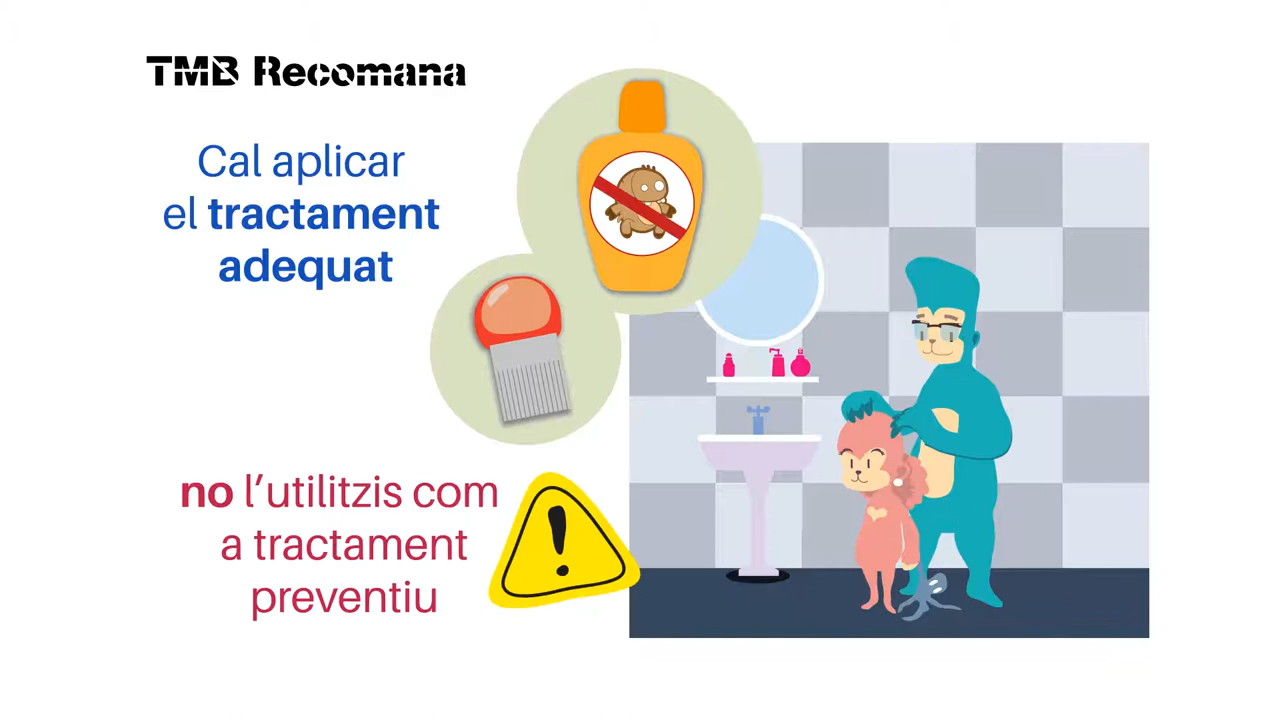 TMB Recomana
Cal aplicar
el tractament
adequat
no l’utilitzis com
a tractament
preventiu